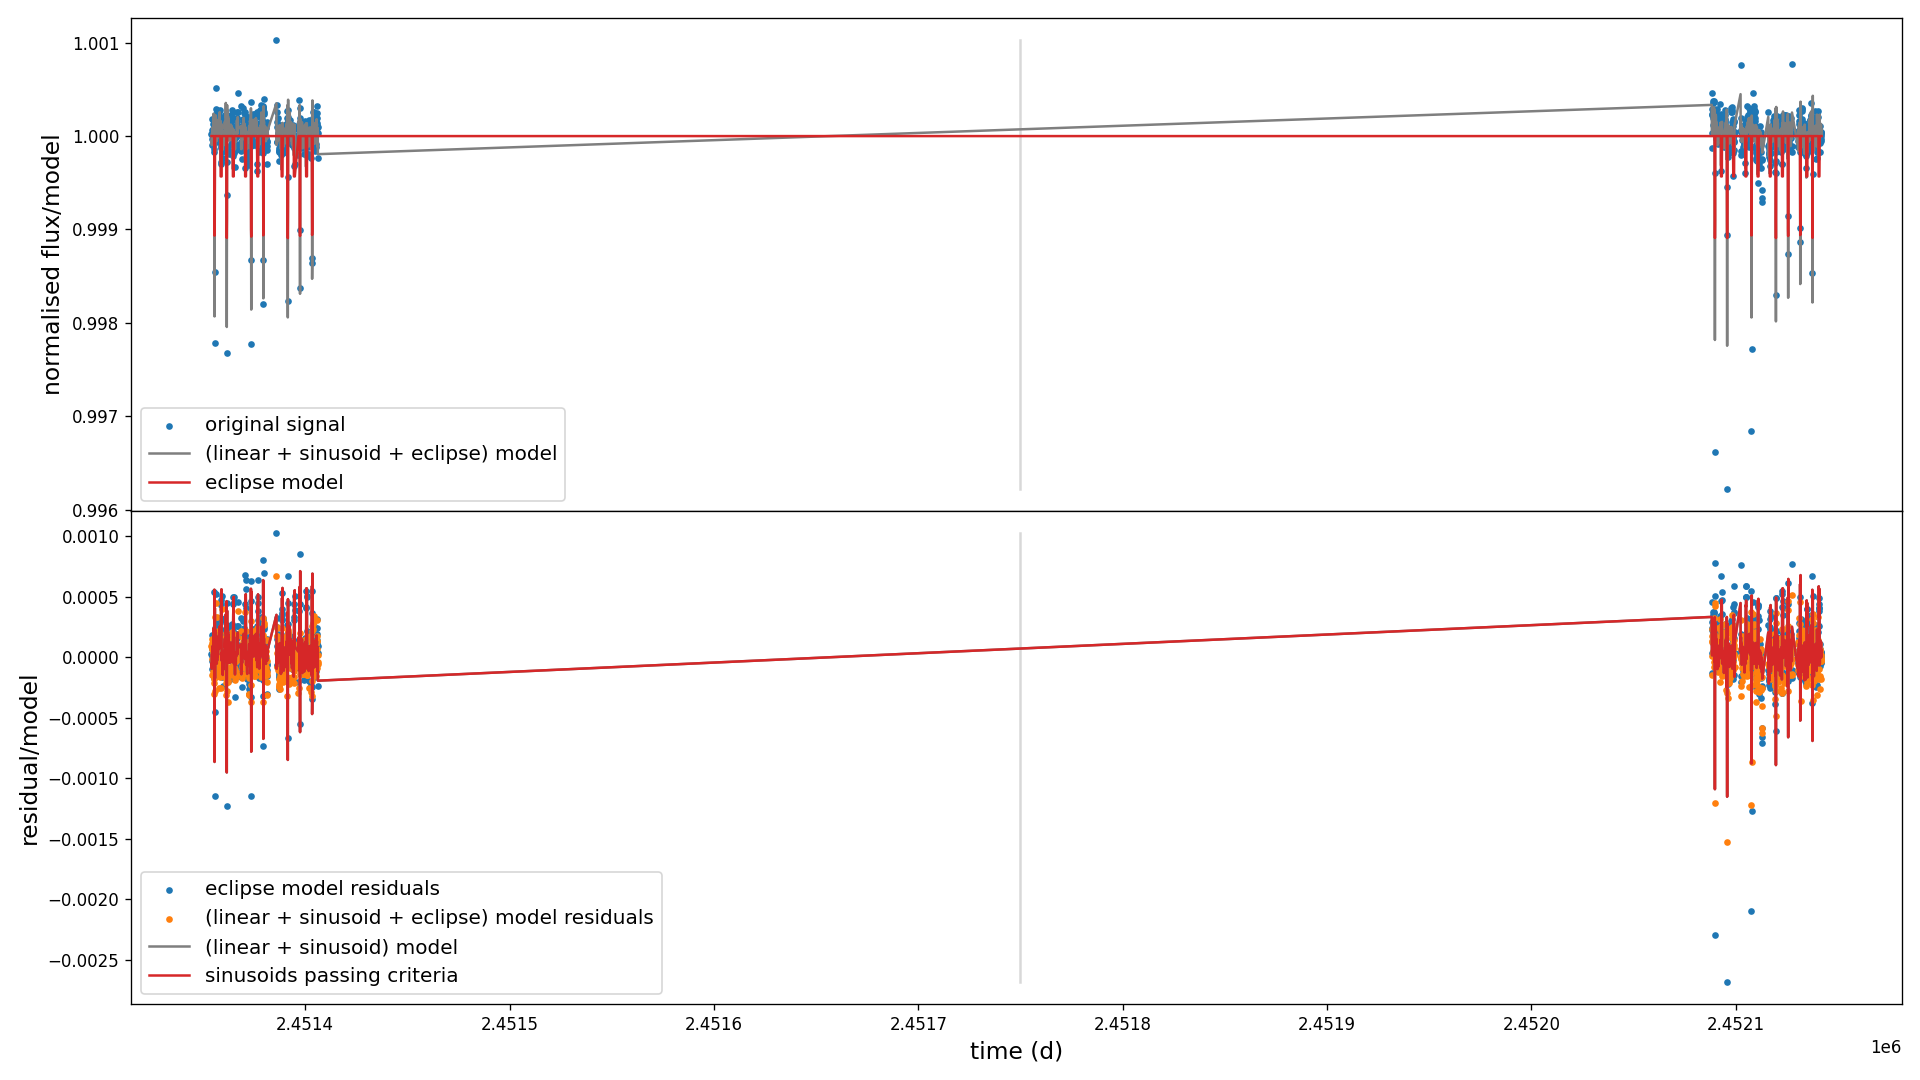 1.001
1.000
0.999
0.998
0.997
0.996
normalised flux/model
original signal
(linear + sinusoid + eclipse) model
eclipse model
0.0010
0.0005
0.0000
−0.0005
−0.0010
−0.0015
−0.0020
−0.0025
residual/model
eclipse model residuals
(linear + sinusoid + eclipse) model residuals
(linear + sinusoid) model
sinusoids passing criteria
2.4514 2.4515 2.4516 2.4517 2.4518 2.4519 2.4520 2.4521
time (d)
1e6